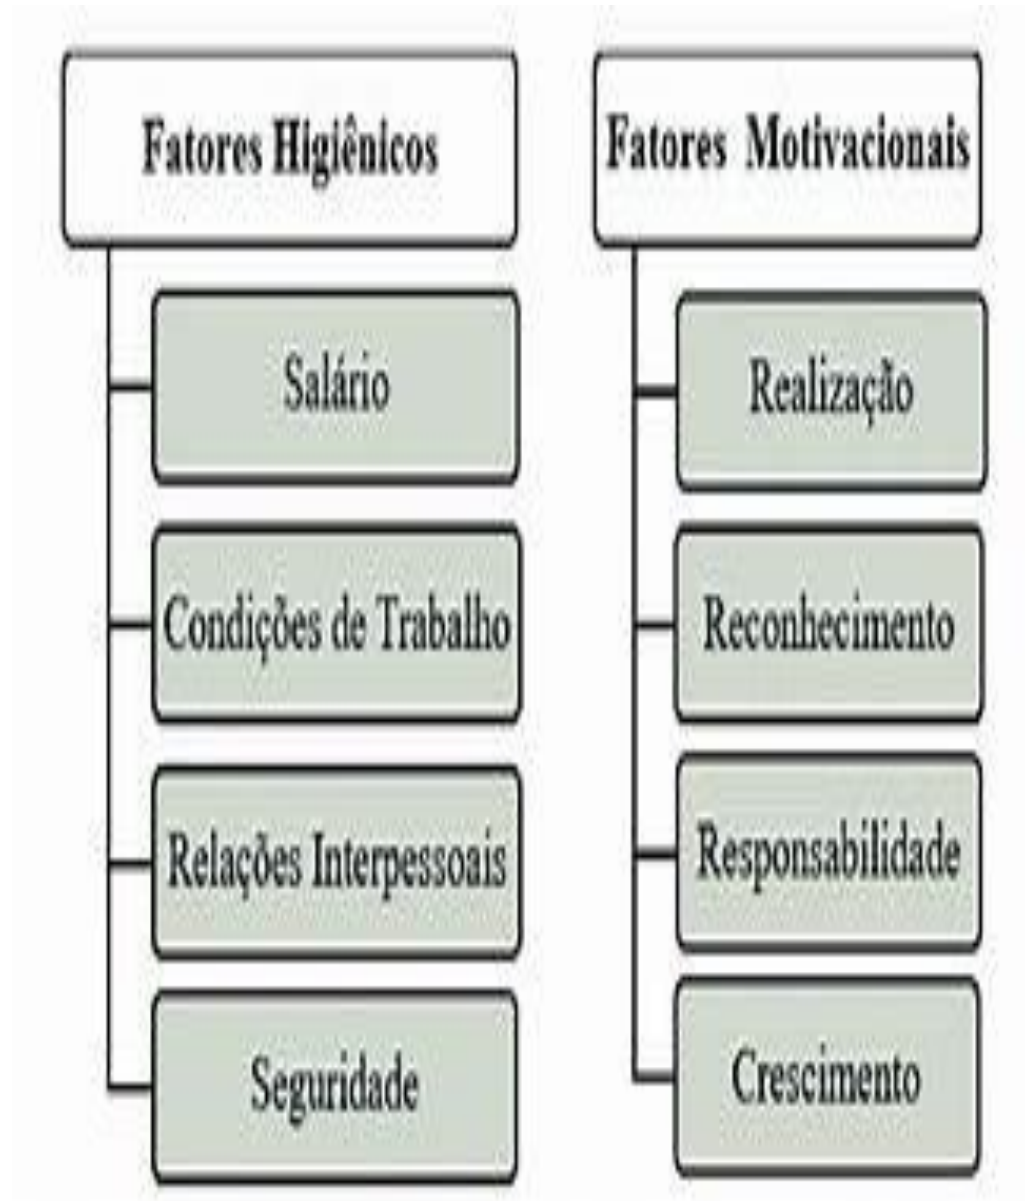 Fatores Higiênicos
Salário
Condições de Trabalho
Relações Interpessoais
Seguridade
Fatores Motivacionais
Realização
Reconhecimento
Responsabilidade
Crescimento